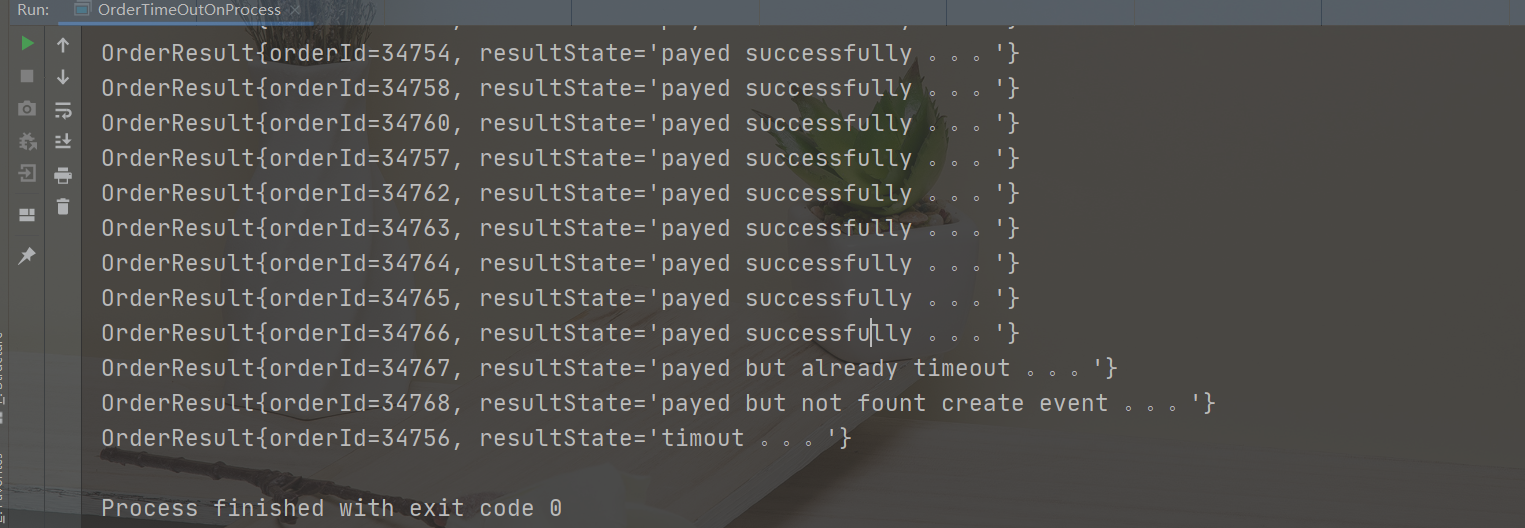 Run: OrderTimeOutOnProcess
OrderResult{orderId=34754, resultState='payed successfully 。。。'}
OrderResult{orderId=34758, resultState='payed successfully 。。。'}
OrderResult{orderId=34760, resultState='payed successfully 。。。'}
OrderResult{orderId=34757, resultState='payed successfully 。。。'}
OrderResult{orderId=34762, resultState='payed successfully 。。。'}
OrderResult{orderId=34763, resultState='payed successfully 。。。'}
OrderResult{orderId=34764, resultState='payed successfully 。。。'}
OrderResult{orderId=34765, resultState='payed successfully 。。。'}
OrderResult{orderId=34766, resultState='payed successfully 。。。'}
OrderResult{orderId=34767, resultState='payed but already timeout 。。。'}
OrderResult{orderId=34768, resultState='payed but not fount create event 。。。'}
OrderResult{orderId=34756, resultState='timout 。。。'}
Process finished with exit code 0